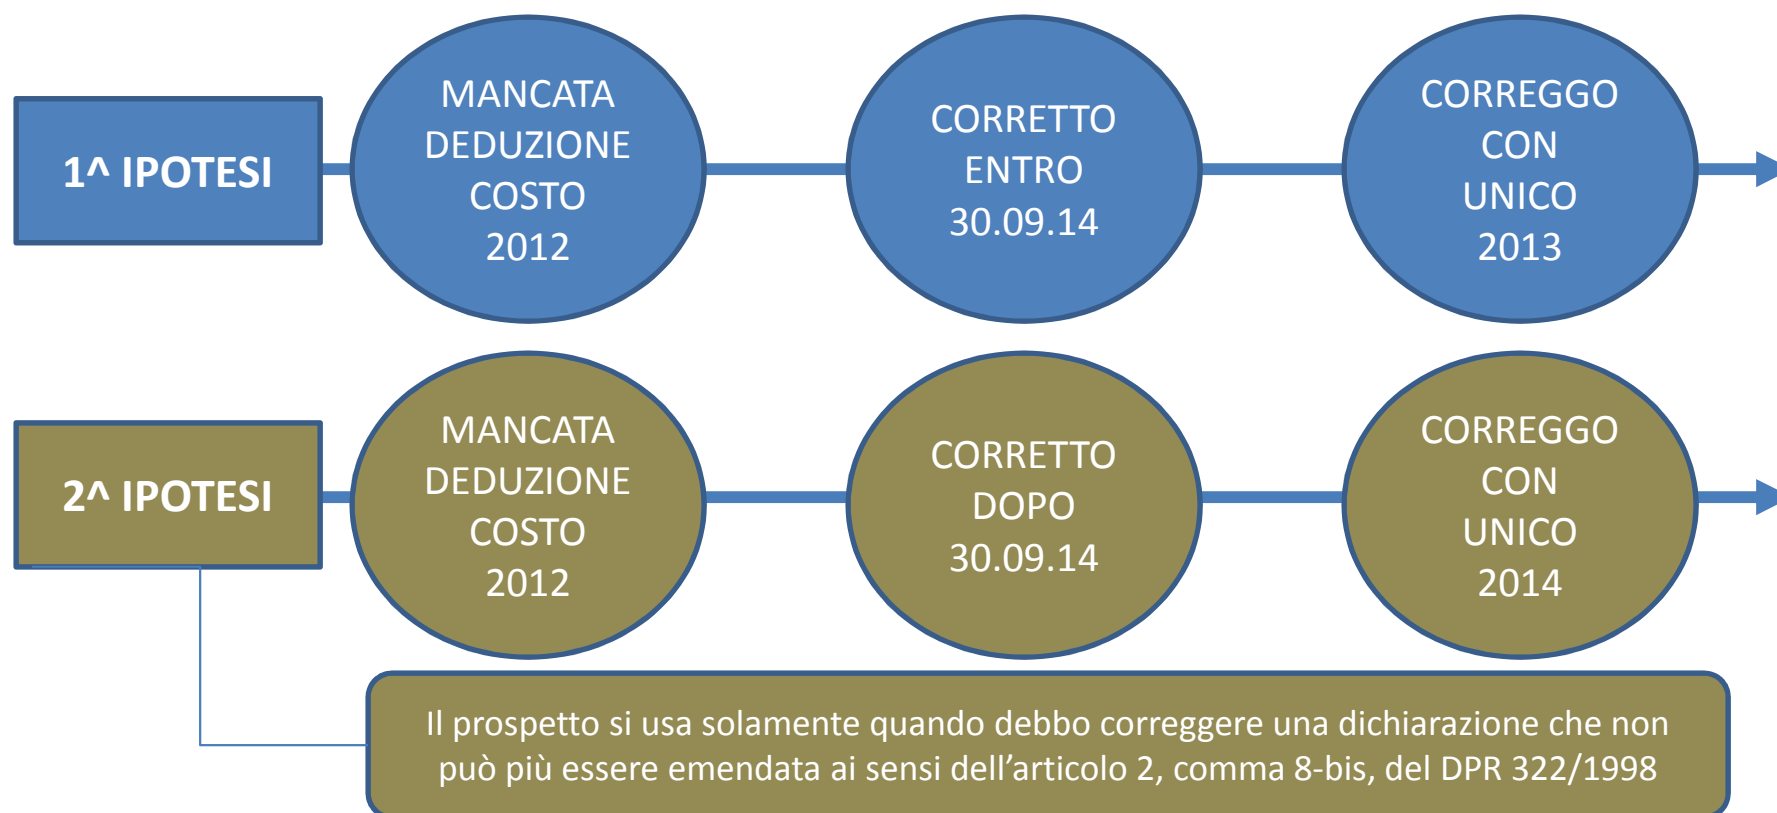 1^ IPOTESI
MANCATA
DEDUZIONE
COSTO
2012
CORRETTO
ENTRO
30.09.14
CORREGGO
CON
UNICO
2013
2^ IPOTESI
MANCATA
DEDUZIONE
COSTO
2012
CORRETTO
DOPO
30.09.14
CORREGGO
CON
UNICO
2014
Il prospetto si usa solamente quando debbo correggere una dichiarazione che non
può più essere emendata ai sensi dell’articolo 2, comma 8-bis, del DPR 322/1998